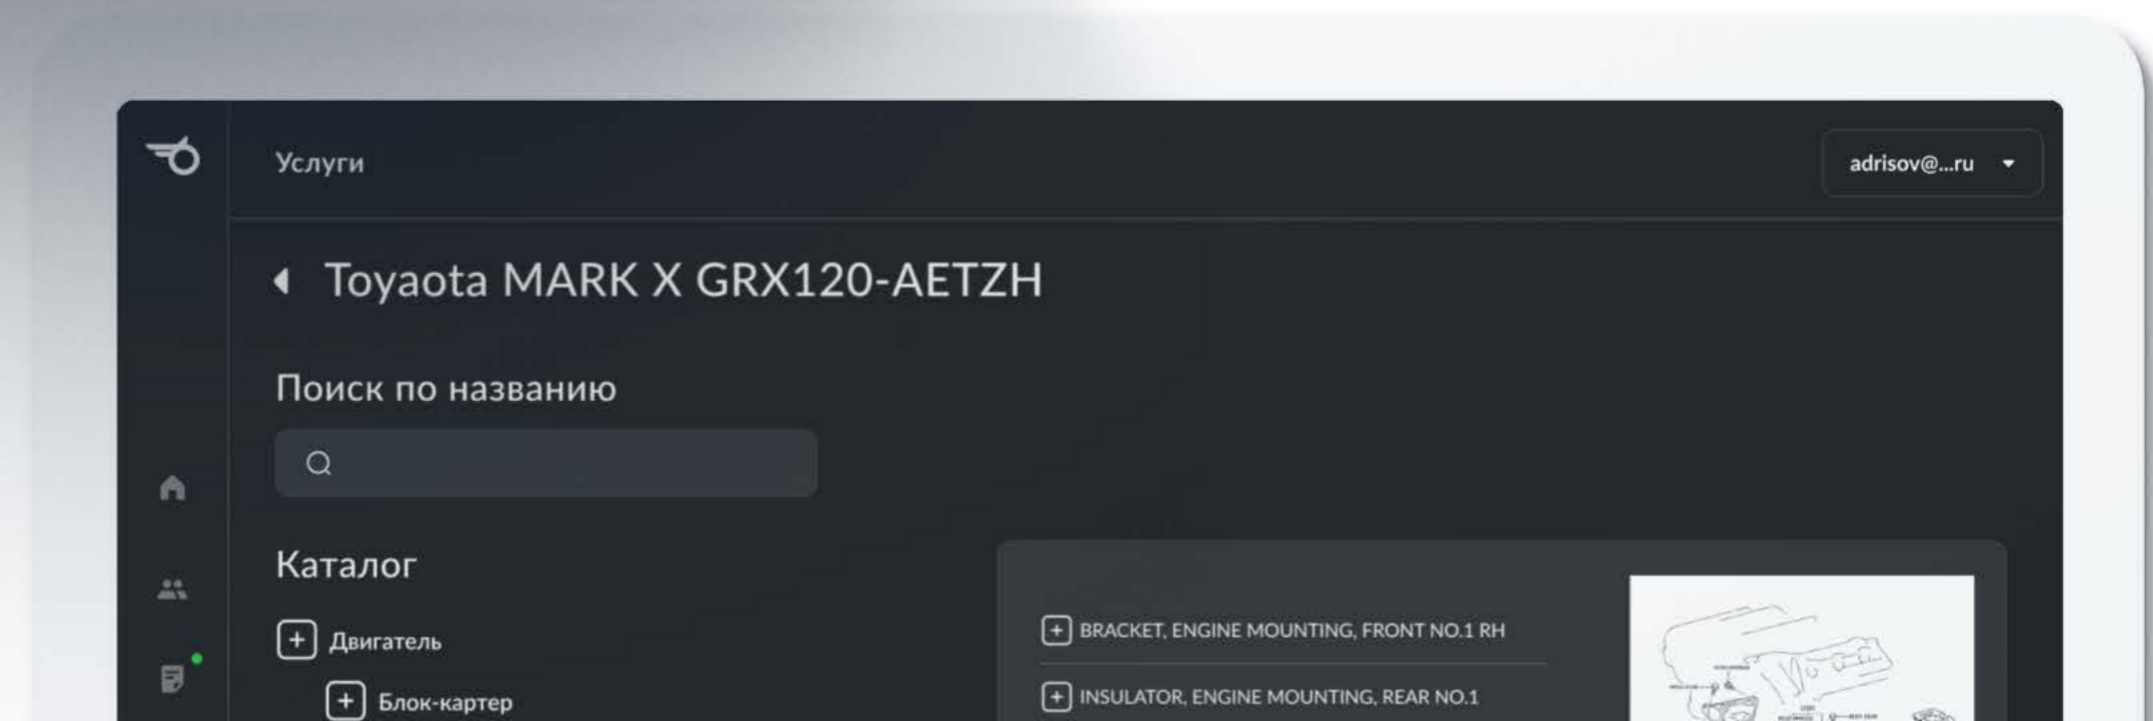 Услуги
adrisov@...ru
Toyaota MARK X GRX120-AETZH
Поиск по названию
Каталог
Двигатель
Блок-картер
BRACKET, ENGINE MOUNTING, FRONT NO.1 RH
INSULATOR, ENGINE MOUNTING, REAR NO.1